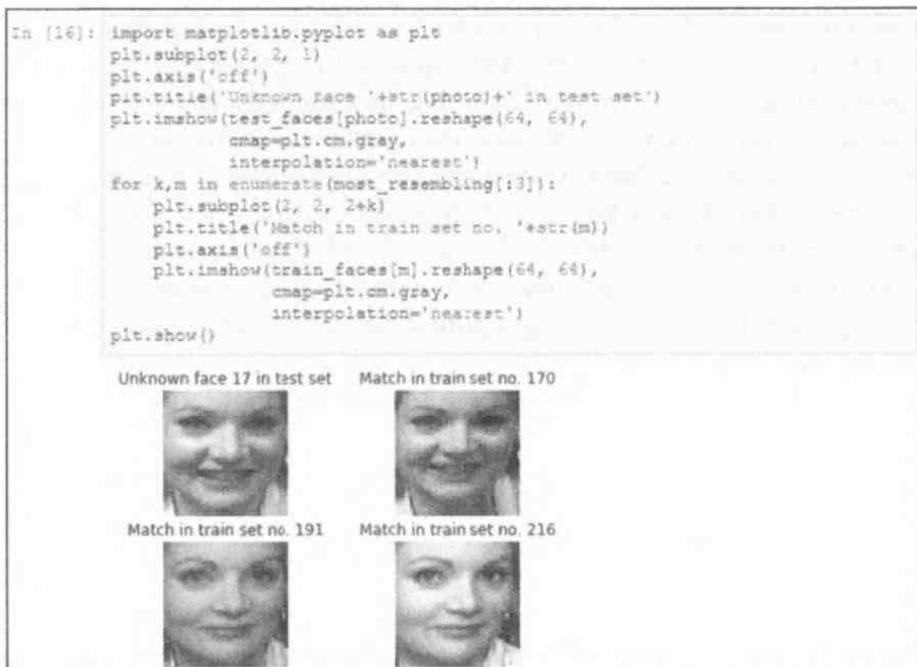 In [16]: import matplotlib.pyplot as plt
plt.subplot(2, 2, 1)
plt.axis('off')
plt.title('Unknown face '+str(photo)+' in test set')
plt.imshow(test_faces[photo].reshape(64, 64),
cmap=plt.cm.gray,
interpolation='nearest')
for k,m in enumerate(most_resembling[:3]):
plt.subplot(2, 2, 2+k)
plt.title('Match in train set no. '+str(m))
plt.axis('off')
plt.imshow(train_faces[m].reshape(64, 64),
cmap=plt.cm.gray,
interpolation='nearest')
plt.show()
Unknown face 17 in test set Match in train set no. 170
Match in train set no. 191 Match in train set no. 216